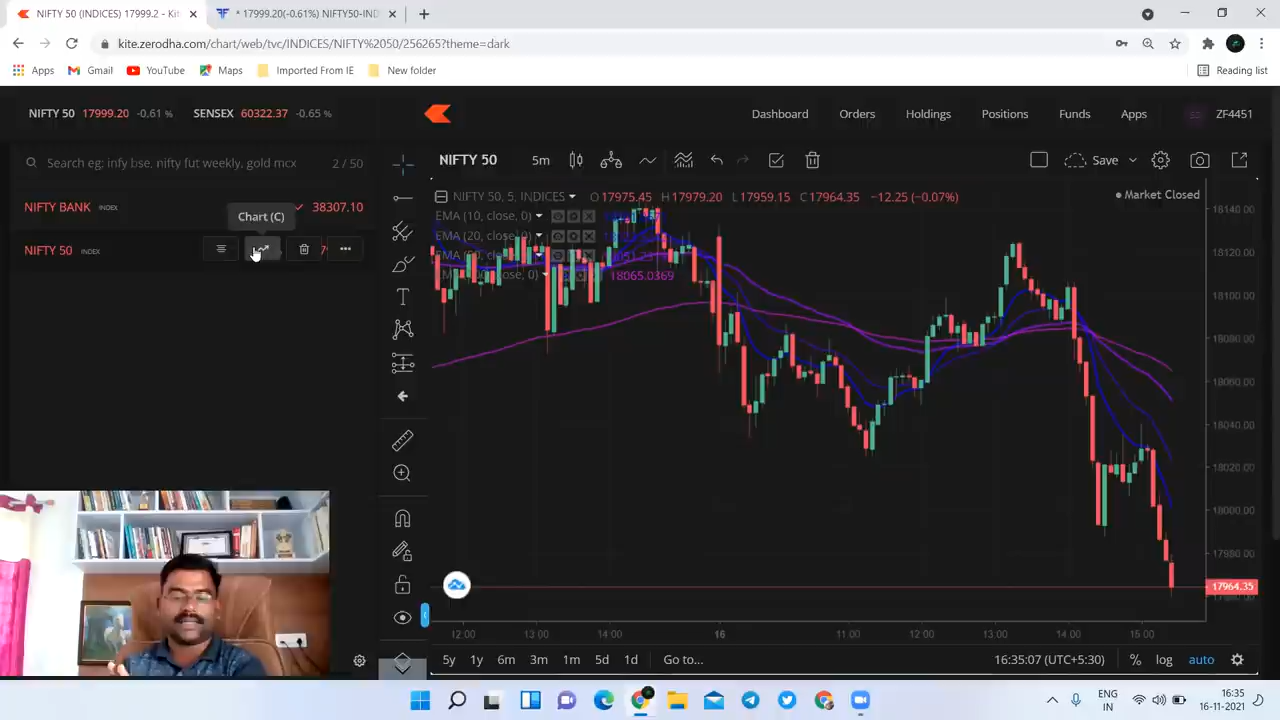 NIFTY 50 (INDICES) 17999.2 - Kit
* 17999.20(-0.61%) NIFTY50-IND
kite.zerodha.com/chart/web/tvc/INDICES/NIFTY%2050/256265?theme=dark
Apps Gmail YouTube Maps Imported From IE New folder Reading list
NIFTY 50 17999.20 -0.61 % SENSEX 60322.37 -0.65 %
Dashboard Orders Holdings Positions Funds Apps ZF4451
Search eg: infy bse, nifty fut weekly, gold mcx 2 / 50
NIFTY 50 5m Save
NIFTY 50, 5, INDICES O17975.45 H17979.20 L17959.15 C17964.35 −12.25 (−0.07%)
Market Closed
NIFTY BANK INDEX 38307.10
Chart (C)
EMA (10, close, 0)
EMA (20, close, 0)
NIFTY 50 INDEX
close, 0) 18065.0369
18140.00
18120.00
18100.00
18080.00
18060.00
18040.00
18020.00
18000.00
17980.00
17964.35
12:00 13:00 14:00 16 11:00 12:00 13:00 14:00 15:00
5y 1y 6m 3m 1m 5d 1d Go to... 16:35:07 (UTC+5:30) % log auto
ENG
IN
16:35
16-11-2021